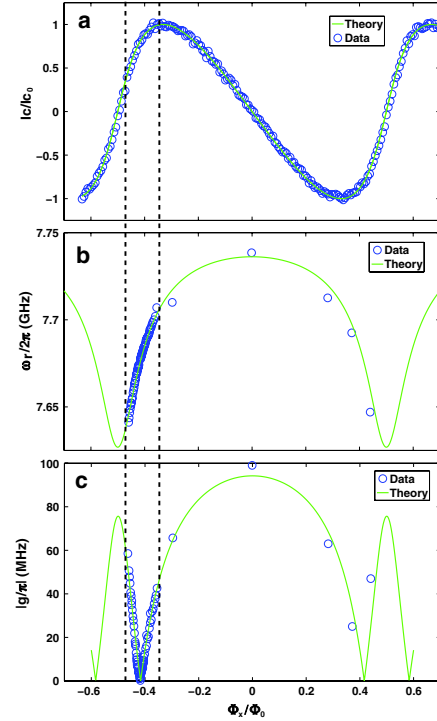 a
Theory
Data
1
0.5
0
-0.5
-1
Ic/Ic₀
7.75
b
Data
Theory
7.7
7.65
ωr/2π (GHz)
100
c
Data
Theory
80
60
40
20
0
|g/π| (MHz)
-0.6 -0.4 -0.2 0 0.2 0.4 0.6
Φₓ/Φ₀